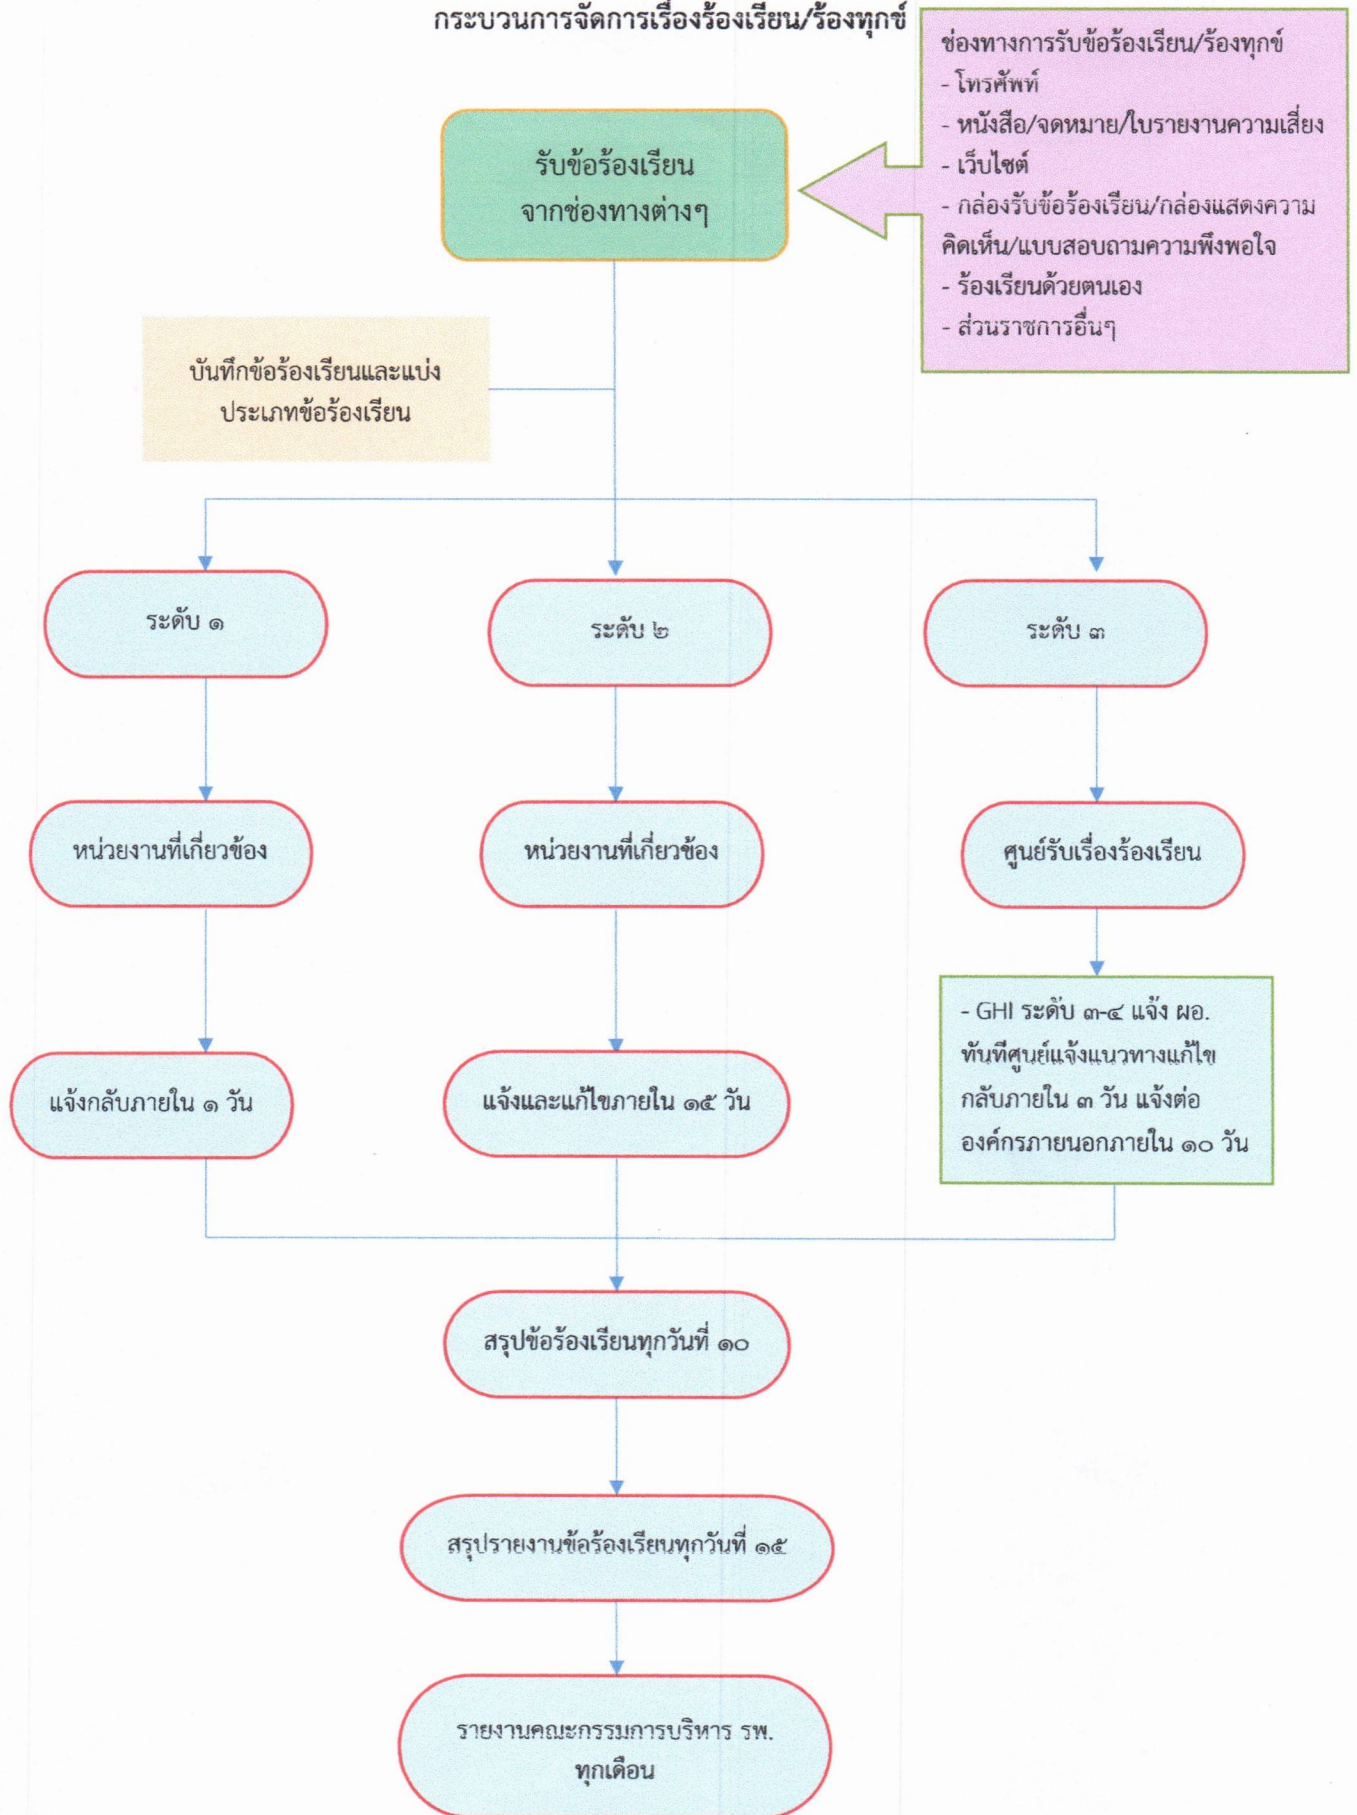 กระบวนการจัดการเรื่องร้องเรียน/ร้องทุกข์
ช่องทางการรับข้อร้องเรียน/ร้องทุกข์
- โทรศัพท์
- หนังสือ/จดหมาย/ใบรายงานความเสี่ยง
- เว็บไซต์
- กล่องรับข้อร้องเรียน/กล่องแสดงความ
คิดเห็น/แบบสอบถามความพึงพอใจ
- ร้องเรียนด้วยตนเอง
- ส่วนราชการอื่นๆ
รับข้อร้องเรียน
จากช่องทางต่างๆ
บันทึกข้อร้องเรียนและแบ่ง
ประเภทข้อร้องเรียน
ระดับ ๑
ระดับ ๒
ระดับ ๓
หน่วยงานที่เกี่ยวข้อง
หน่วยงานที่เกี่ยวข้อง
ศูนย์รับเรื่องร้องเรียน
แจ้งกลับภายใน ๑ วัน
แจ้งและแก้ไขภายใน ๑๕ วัน
- GHI ระดับ ๓-๔ แจ้ง ผอ.
ทันทีศูนย์แจ้งแนวทางแก้ไข
กลับภายใน ๓ วัน แจ้งต่อ
องค์กรภายนอกภายใน ๑๐ วัน
สรุปข้อร้องเรียนทุกวันที่ ๑๐
สรุปรายงานข้อร้องเรียนทุกวันที่ ๑๕
รายงานคณะกรรมการบริหาร รพ.
ทุกเดือน